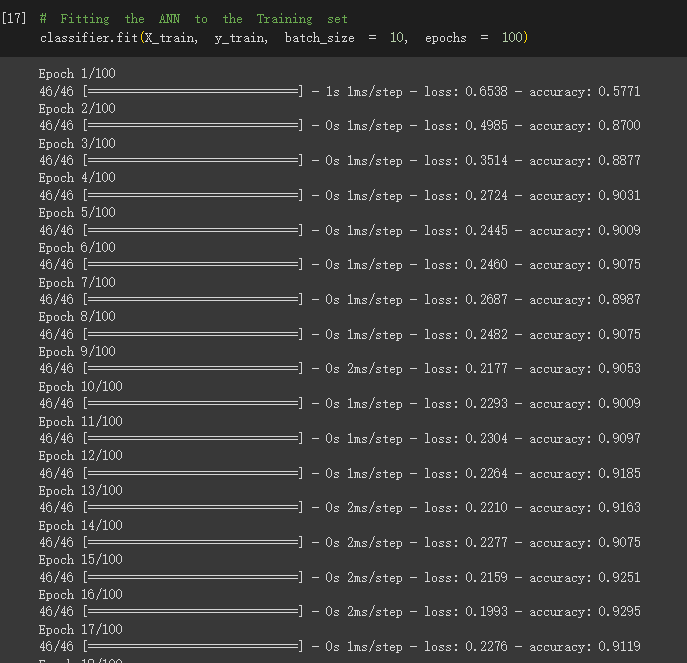 [17] # Fitting the ANN to the Training set
classifier.fit(X_train, y_train, batch_size = 10, epochs = 100)
Epoch 1/100
46/46 [==============================] - 1s 1ms/step - loss: 0.6538 - accuracy: 0.5771
Epoch 2/100
46/46 [==============================] - 0s 1ms/step - loss: 0.4985 - accuracy: 0.8700
Epoch 3/100
46/46 [==============================] - 0s 1ms/step - loss: 0.3514 - accuracy: 0.8877
Epoch 4/100
46/46 [==============================] - 0s 1ms/step - loss: 0.2724 - accuracy: 0.9031
Epoch 5/100
46/46 [==============================] - 0s 1ms/step - loss: 0.2445 - accuracy: 0.9009
Epoch 6/100
46/46 [==============================] - 0s 1ms/step - loss: 0.2460 - accuracy: 0.9075
Epoch 7/100
46/46 [==============================] - 0s 1ms/step - loss: 0.2687 - accuracy: 0.8987
Epoch 8/100
46/46 [==============================] - 0s 1ms/step - loss: 0.2482 - accuracy: 0.9075
Epoch 9/100
46/46 [==============================] - 0s 2ms/step - loss: 0.2177 - accuracy: 0.9053
Epoch 10/100
46/46 [==============================] - 0s 1ms/step - loss: 0.2293 - accuracy: 0.9009
Epoch 11/100
46/46 [==============================] - 0s 1ms/step - loss: 0.2304 - accuracy: 0.9097
Epoch 12/100
46/46 [==============================] - 0s 1ms/step - loss: 0.2264 - accuracy: 0.9185
Epoch 13/100
46/46 [==============================] - 0s 2ms/step - loss: 0.2210 - accuracy: 0.9163
Epoch 14/100
46/46 [==============================] - 0s 2ms/step - loss: 0.2277 - accuracy: 0.9075
Epoch 15/100
46/46 [==============================] - 0s 2ms/step - loss: 0.2159 - accuracy: 0.9251
Epoch 16/100
46/46 [==============================] - 0s 2ms/step - loss: 0.1993 - accuracy: 0.9295
Epoch 17/100
46/46 [==============================] - 0s 1ms/step - loss: 0.2276 - accuracy: 0.9119